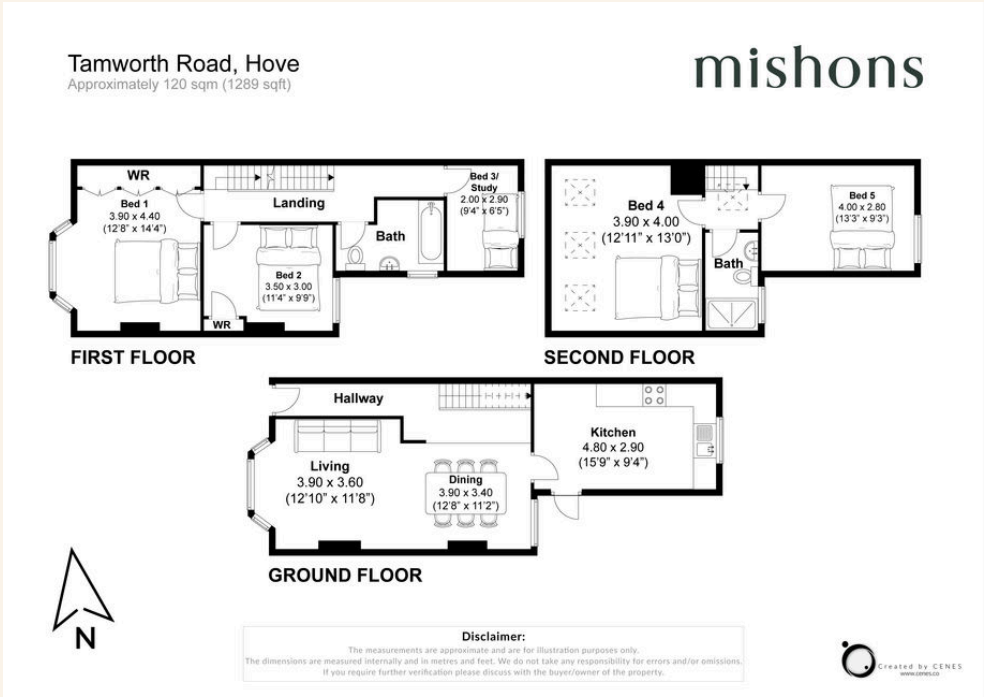 Tamworth Road, Hove
Approximately 120 sqm (1289 sqft)
mishons
WR
Bed 1
3.90 x 4.40
(12'8" x 14'4")
Landing
Bed 2
3.50 x 3.00
(11'4" x 9'9")
WR
Bath
Bed 3/
Study
2.00 x 2.90
(9'4" x 6'5")
FIRST FLOOR
Bed 4
3.90 x 4.00
(12'11" x 13'0")
Bath
Bed 5
4.00 x 2.80
(13'3" x 9'3")
SECOND FLOOR
Hallway
Living
3.90 x 3.60
(12'10" x 11'8")
Dining
3.90 x 3.40
(12'8" x 11'2")
Kitchen
4.80 x 2.90
(15'9" x 9'4")
GROUND FLOOR
N
Disclaimer:
The measurements are approximate and are for illustration purposes only.
The dimensions are measured internally and in metres and feet. We do not take any responsibility for errors and/or omissions.
If you require further verification please discuss with the buyer/owner of the property.
Created by CENES
www.cenes.co